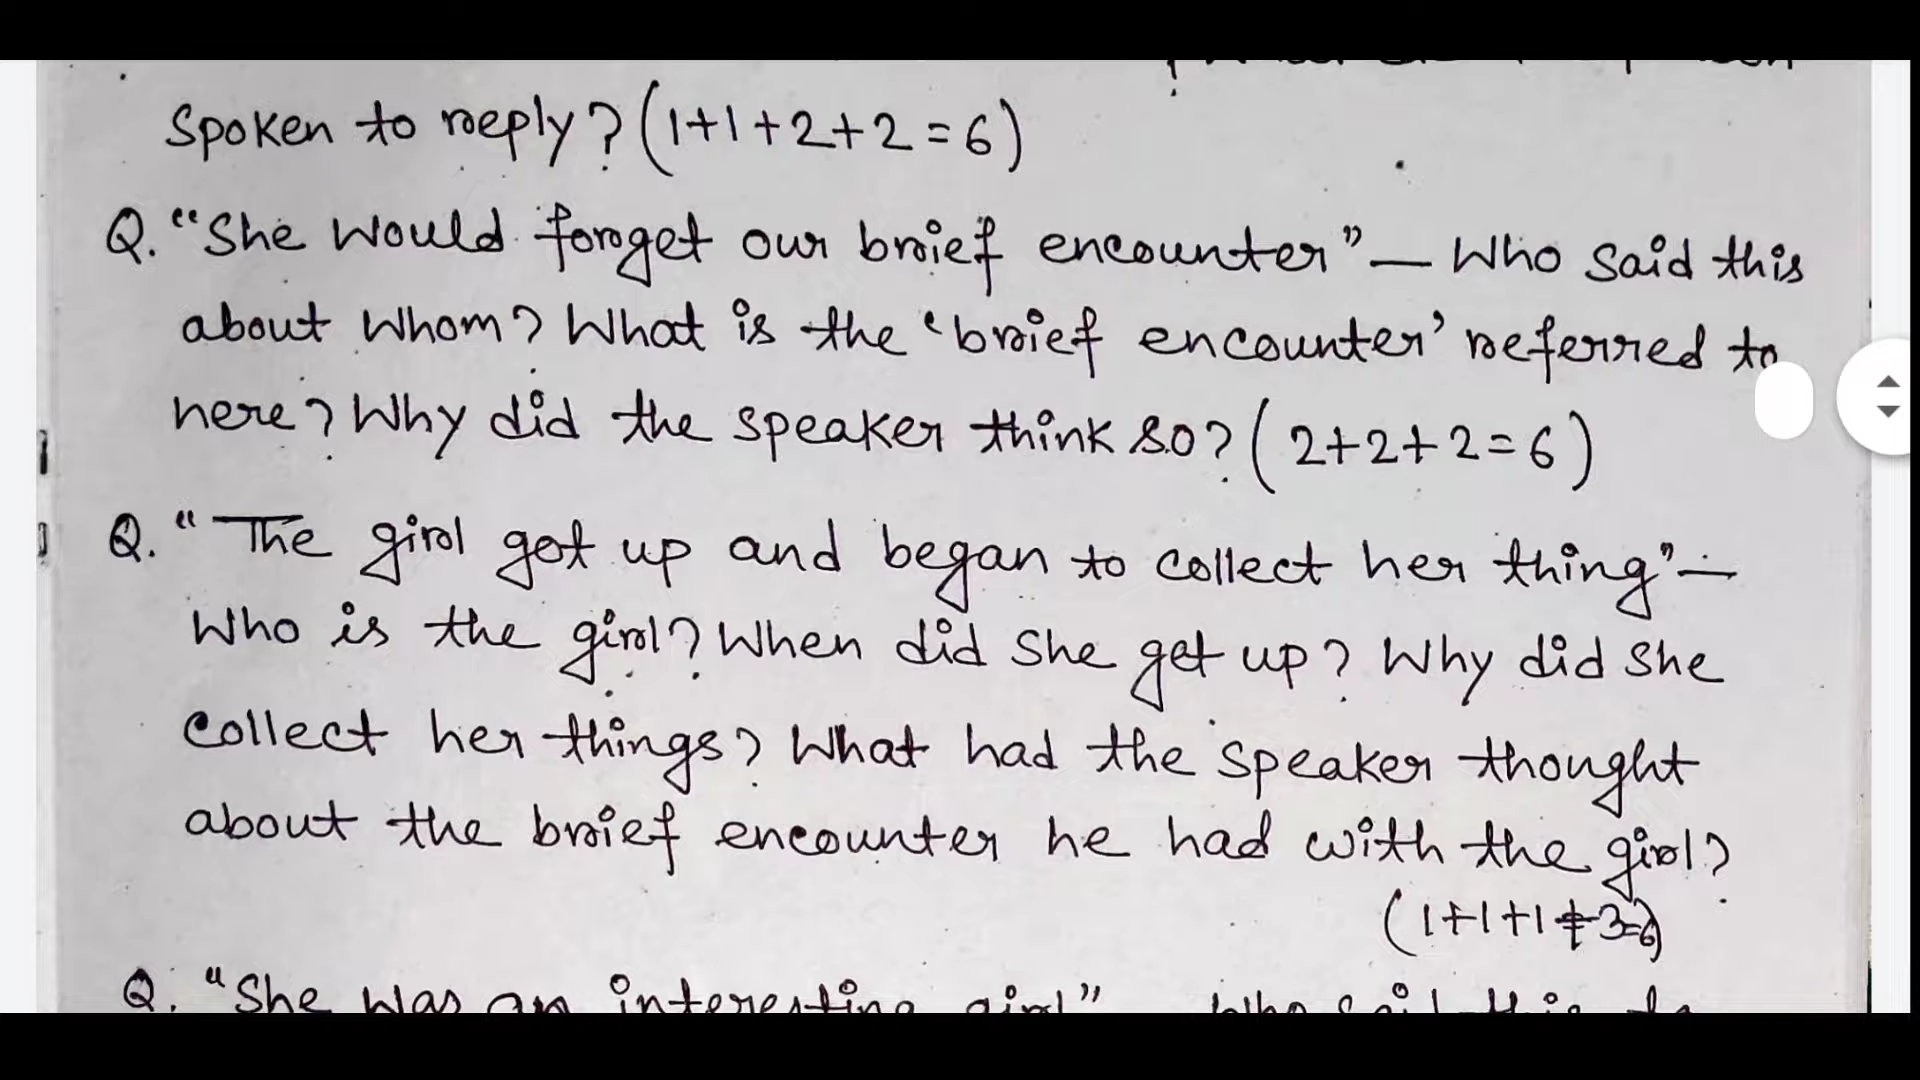 Spoken to reply? (1+1+2+2=6)
Q. "She would forget our brief encounter" — Who said this
about whom? What is the 'brief encounter' referred to
here? Why did the speaker think so? (2+2+2=6)
Q. "The girl got up and began to collect her thing" —
Who is the girl? When did she get up? Why did she
collect her things? What had the speaker thought
about the brief encounter he had with the girl?
(1+1+1+3=6)
Q. "She was an interesting girl" Who said this to